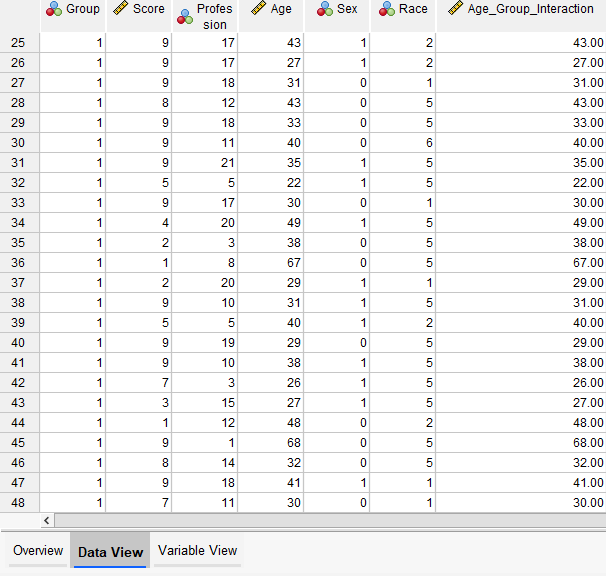 Group Score Profession Age Sex Race Age_Group_Interaction
25 1 9 17 43 1 2 43.00
26 1 9 17 27 1 2 27.00
27 1 9 18 31 0 1 31.00
28 1 8 12 43 0 5 43.00
29 1 9 18 33 0 5 33.00
30 1 9 11 40 0 6 40.00
31 1 9 21 35 1 5 35.00
32 1 5 5 22 1 5 22.00
33 1 9 17 30 0 1 30.00
34 1 4 20 49 1 5 49.00
35 1 2 3 38 0 5 38.00
36 1 1 8 67 0 5 67.00
37 1 2 20 29 1 1 29.00
38 1 9 10 31 1 5 31.00
39 1 5 5 40 1 2 40.00
40 1 9 19 29 0 5 29.00
41 1 9 10 38 1 5 38.00
42 1 7 3 26 1 5 26.00
43 1 3 15 27 1 5 27.00
44 1 1 12 48 0 2 48.00
45 1 9 1 68 0 5 68.00
46 1 8 14 32 0 5 32.00
47 1 9 18 41 1 1 41.00
48 1 7 11 30 0 1 30.00
Overview Data View Variable View